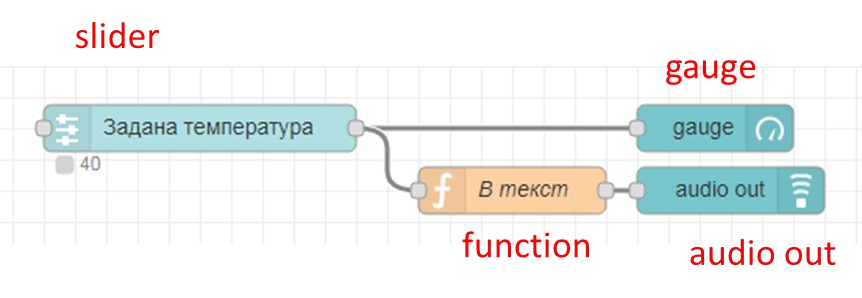 slider
gauge
Задана температура
gauge
40
В текст
audio out
function
audio out